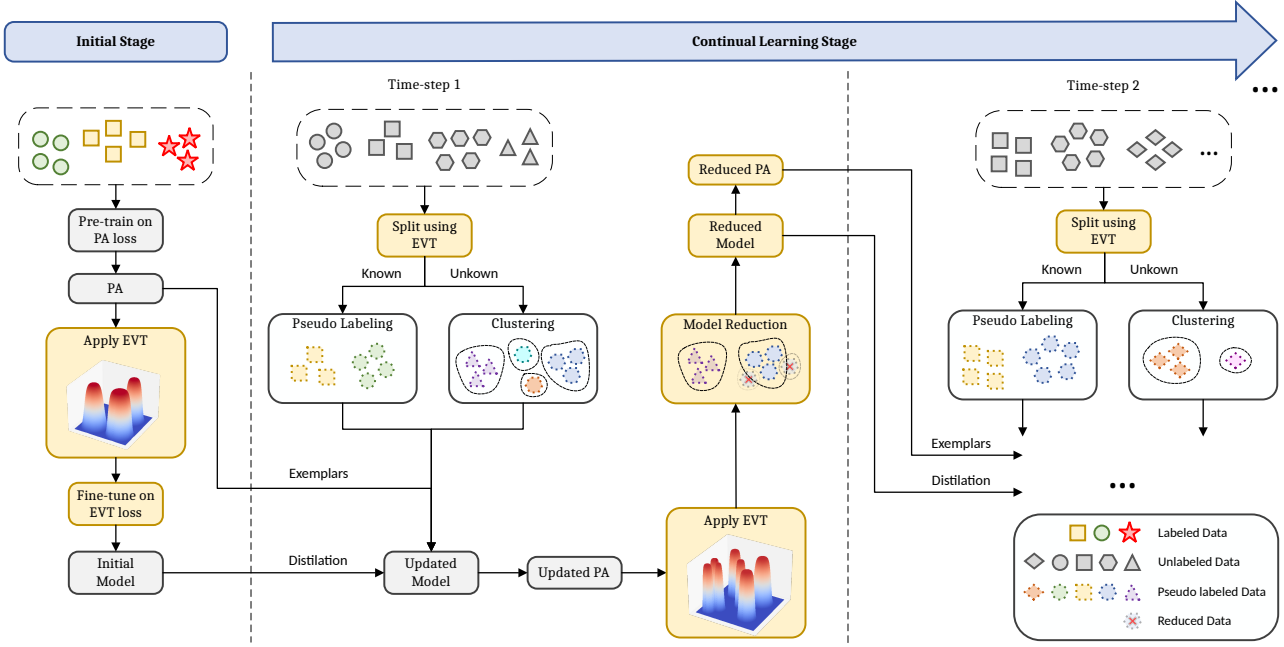 Initial Stage
Continual Learning Stage
Time-step 1
Time-step 2
Pre-train on
PA loss
PA
Apply EVT
Fine-tune on
EVT loss
Initial
Model
Split using
EVT
Known
Unkown
Pseudo Labeling
Clustering
Exemplars
Distilation
Updated
Model
Updated PA
Apply EVT
Model Reduction
Reduced
Model
Reduced PA
Split using
EVT
Known
Unkown
Pseudo Labeling
Clustering
Exemplars
Distilation
Labeled Data
Unlabeled Data
Pseudo labeled Data
Reduced Data